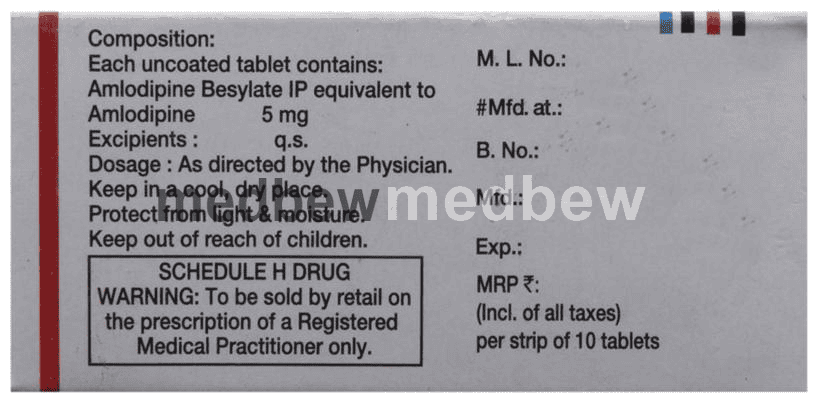 Composition:
Each uncoated tablet contains:
Amlodipine Besylate IP equivalent to
Amlodipine 5 mg
Excipients : q.s.
Dosage : As directed by the Physician.
Keep in a cool, dry place.
Protect from light & moisture.
Keep out of reach of children.
SCHEDULE H DRUG
WARNING: To be sold by retail on
the prescription of a Registered
Medical Practitioner only.
M. L. No.:
#Mfd. at.:
B. No.:
Mfd.:
Exp.:
MRP ₹:
(Incl. of all taxes)
per strip of 10 tablets
medbew medbew